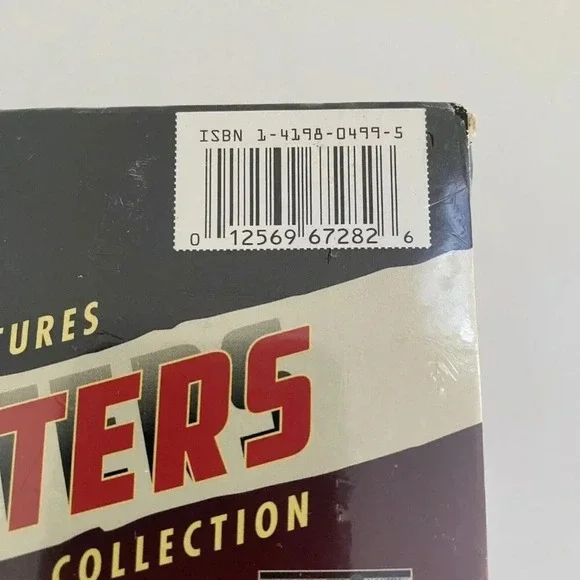 ISBN 1-4198-0499-5
0 12569 67282 6
TURES
TERS
COLLECTION